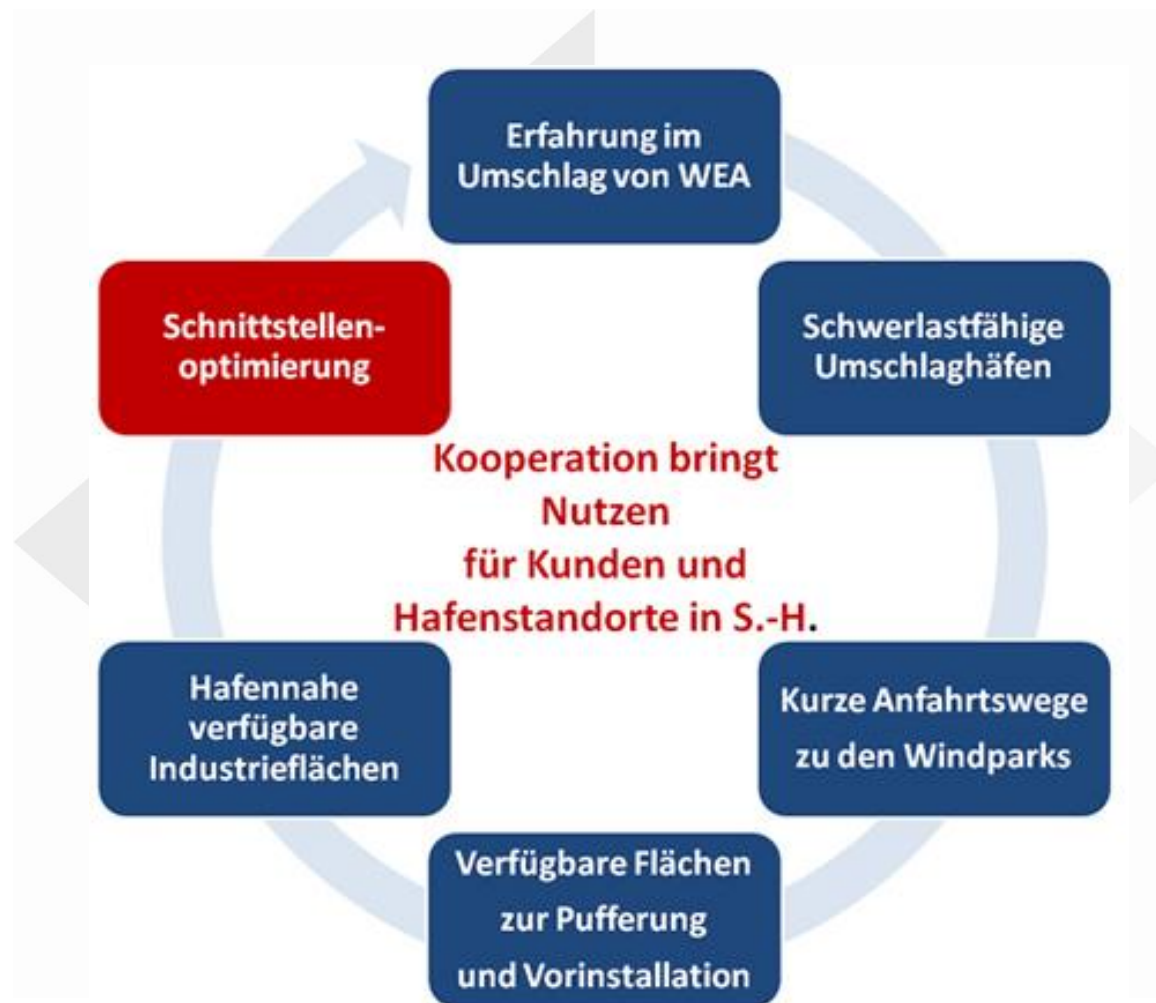 Erfahrung im
Umschlag von WEA
Schwerlastfähige
Umschlaghäfen
Kurze Anfahrtswege
zu den Windparks
Verfügbare Flächen
zur Pufferung
und Vorinstallation
Hafennahe
verfügbare
Industrieflächen
Schnittstellen-
optimierung
Kooperation bringt
Nutzen
für Kunden und
Hafenstandorte in S.-H.